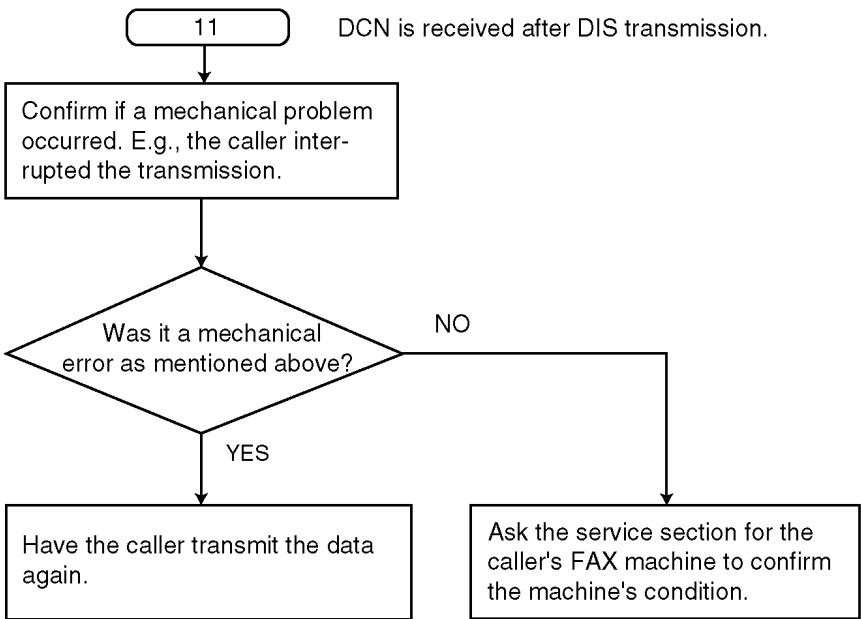 11
DCN is received after DIS transmission.
Confirm if a mechanical problem
occurred. E.g., the caller inter-
rupted the transmission.
Was it a mechanical
error as mentioned above?
NO
YES
Have the caller transmit the data
again.
Ask the service section for the
caller's FAX machine to confirm
the machine's condition.